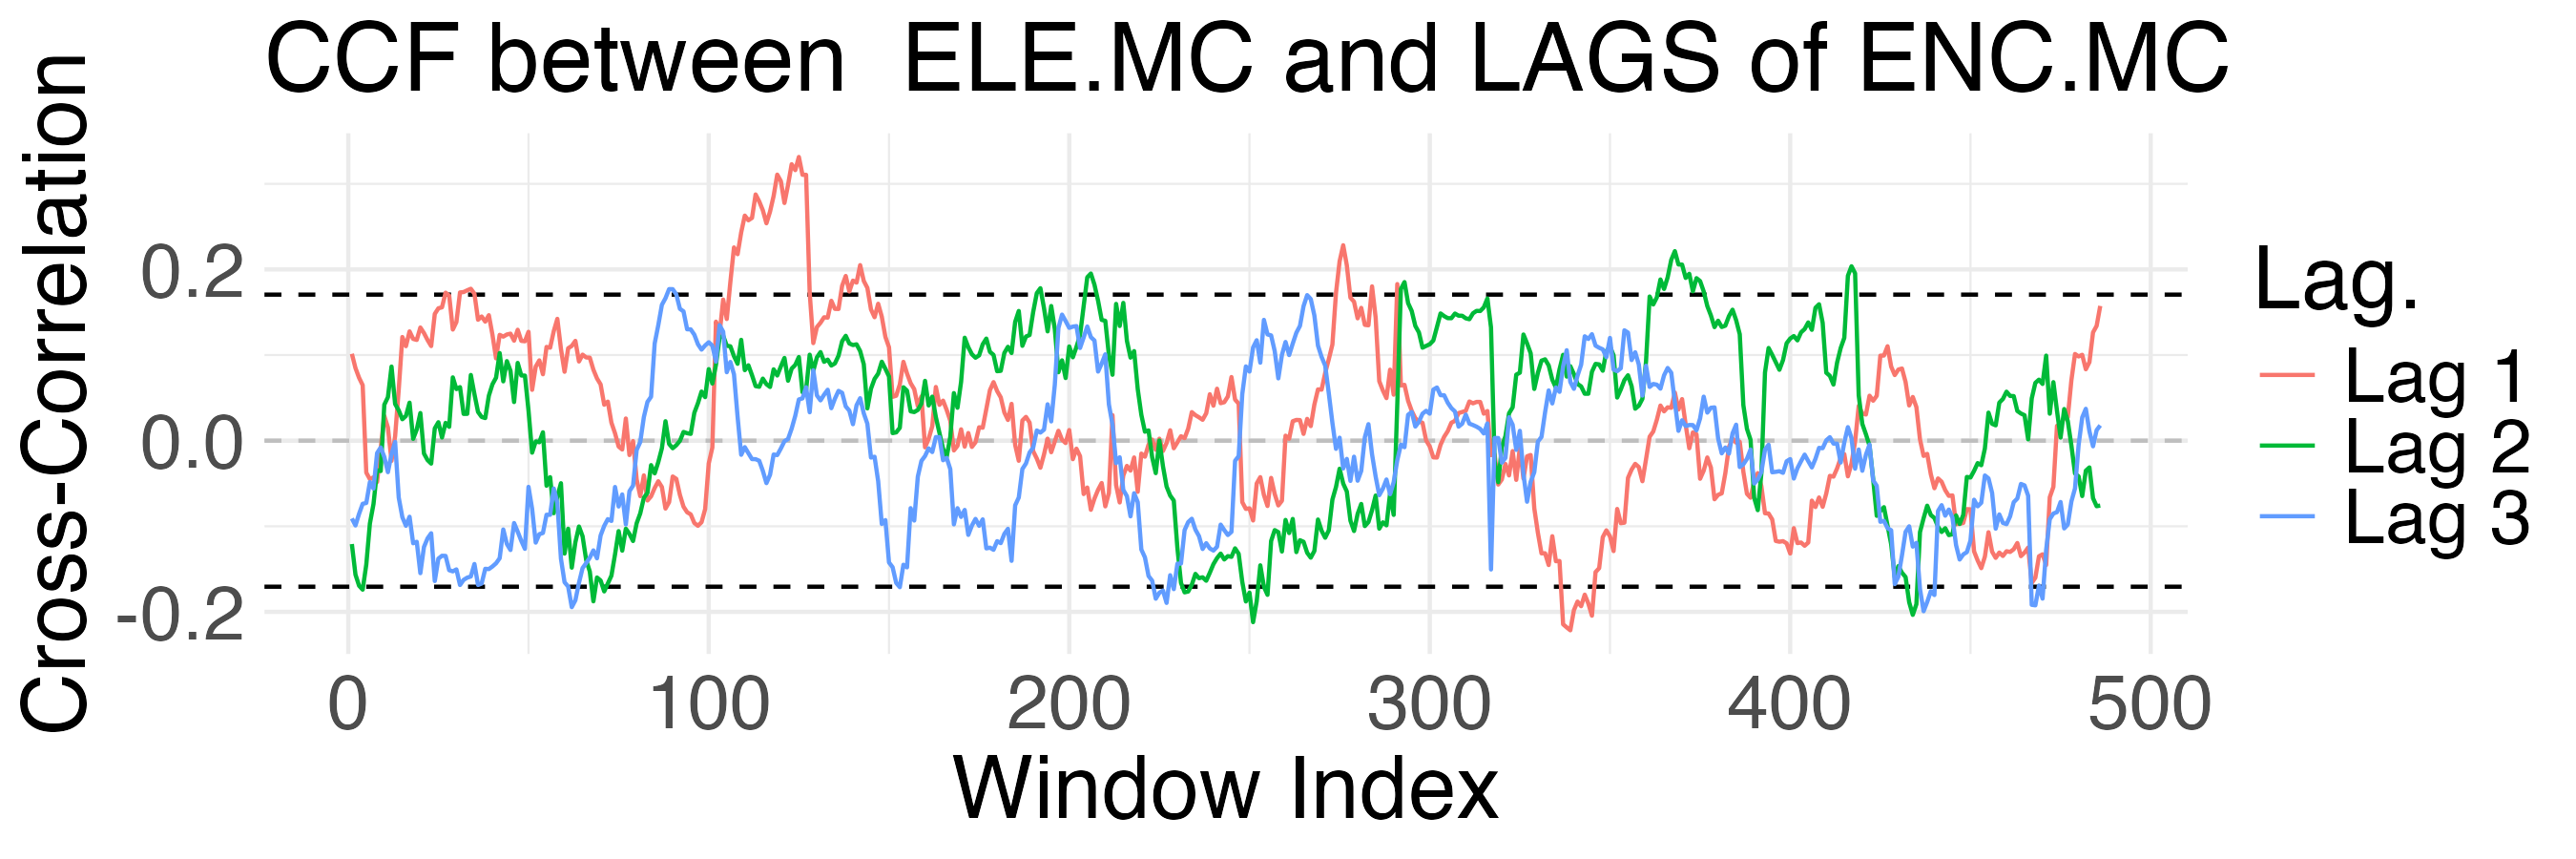 CCF between  ELE.MC and LAGS of ENC.MC
Cross-Correlation
0.2
0.0
-0.2
0 100 200 300 400 500
Window Index
Lag.
Lag 1
Lag 2
Lag 3